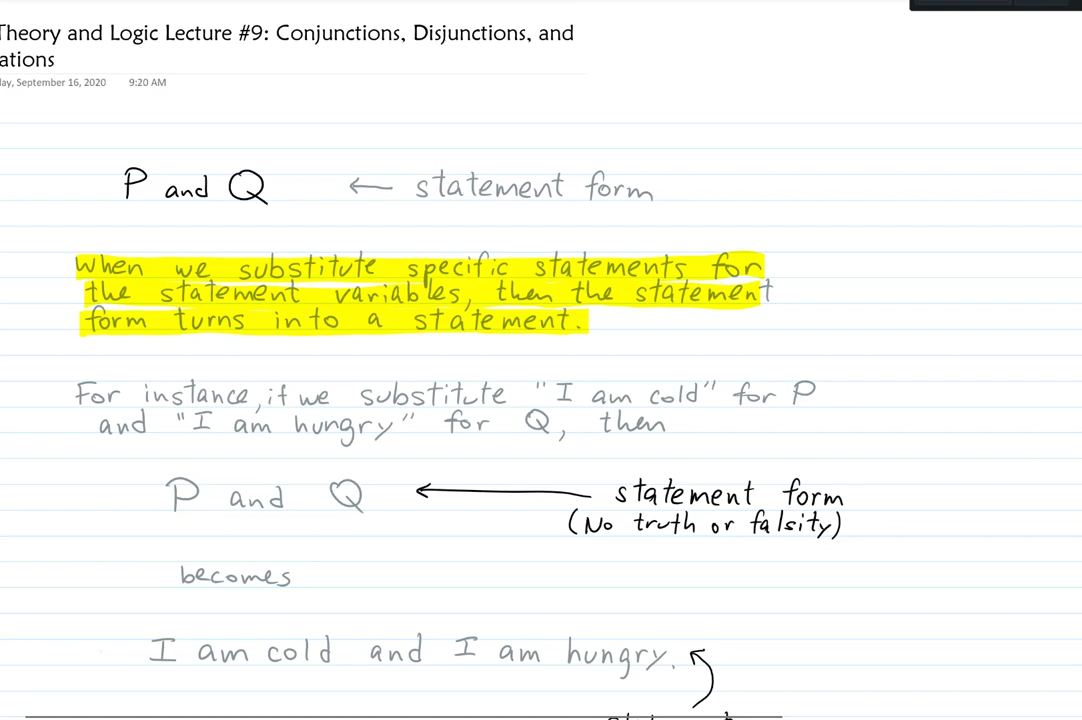 Theory and Logic Lecture #9: Conjunctions, Disjunctions, and
ations
ay, September 16, 2020 9:20 AM
P and Q ← statement form
When we substitute specific statements for
the statement variables, then the statement
form turns into a statement.
For instance, if we substitute "I am cold" for P
and "I am hungry" for Q, then
P and Q ← statement form
(No truth or falsity)
becomes
I am cold and I am hungry.